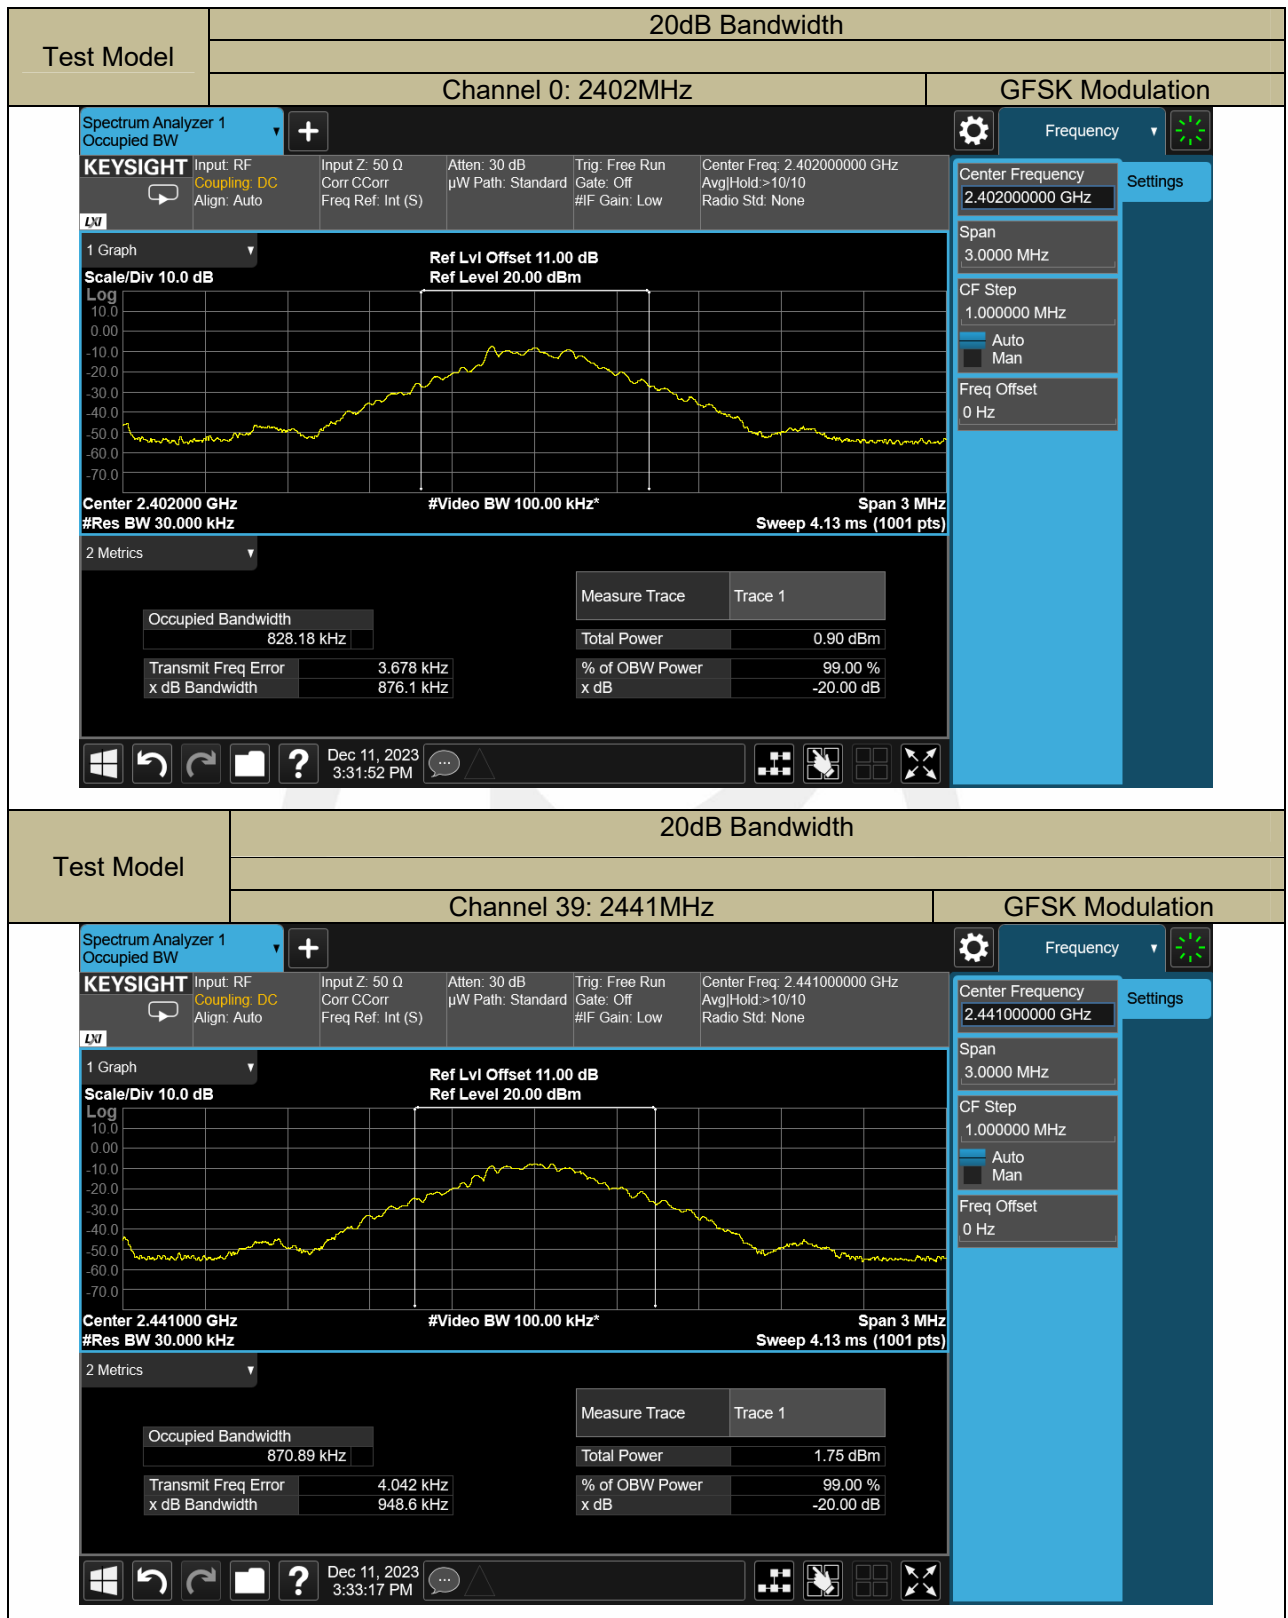 Test Model
20dB Bandwidth
Channel 0: 2402MHz
GFSK Modulation
Spectrum Analyzer 1
Occupied BW
+
Frequency
KEYSIGHT
LXI
Input: RF
Coupling: DC
Align: Auto
Input Z: 50 Ω
Corr CCorr
Freq Ref: Int (S)
Atten: 30 dB
µW Path: Standard
Trig: Free Run
Gate: Off
#IF Gain: Low
Center Freq: 2.402000000 GHz
Avg|Hold:>10/10
Radio Std: None
Center Frequency
2.402000000 GHz
Settings
Span
3.0000 MHz
CF Step
1.000000 MHz
Auto
Man
Freq Offset
0 Hz
1 Graph
Scale/Div 10.0 dB
Ref Lvl Offset 11.00 dB
Ref Level 20.00 dBm
Log
10.0
0.00
-10.0
-20.0
-30.0
-40.0
-50.0
-60.0
-70.0
Center 2.402000 GHz
#Video BW 100.00 kHz*
Span 3 MHz
#Res BW 30.000 kHz
Sweep 4.13 ms (1001 pts)
2 Metrics
Measure Trace
Trace 1
Occupied Bandwidth
828.18 kHz
Total Power
0.90 dBm
Transmit Freq Error
3.678 kHz
% of OBW Power
99.00 %
x dB Bandwidth
876.1 kHz
x dB
-20.00 dB
?
Dec 11, 2023
3:31:52 PM
Test Model
20dB Bandwidth
Channel 39: 2441MHz
GFSK Modulation
Spectrum Analyzer 1
Occupied BW
+
Frequency
KEYSIGHT
LXI
Input: RF
Coupling: DC
Align: Auto
Input Z: 50 Ω
Corr CCorr
Freq Ref: Int (S)
Atten: 30 dB
µW Path: Standard
Trig: Free Run
Gate: Off
#IF Gain: Low
Center Freq: 2.441000000 GHz
Avg|Hold:>10/10
Radio Std: None
Center Frequency
2.441000000 GHz
Settings
Span
3.0000 MHz
CF Step
1.000000 MHz
Auto
Man
Freq Offset
0 Hz
1 Graph
Scale/Div 10.0 dB
Ref Lvl Offset 11.00 dB
Ref Level 20.00 dBm
Log
10.0
0.00
-10.0
-20.0
-30.0
-40.0
-50.0
-60.0
-70.0
Center 2.441000 GHz
#Video BW 100.00 kHz*
Span 3 MHz
#Res BW 30.000 kHz
Sweep 4.13 ms (1001 pts)
2 Metrics
Measure Trace
Trace 1
Occupied Bandwidth
870.89 kHz
Total Power
1.75 dBm
Transmit Freq Error
4.042 kHz
% of OBW Power
99.00 %
x dB Bandwidth
948.6 kHz
x dB
-20.00 dB
?
Dec 11, 2023
3:33:17 PM